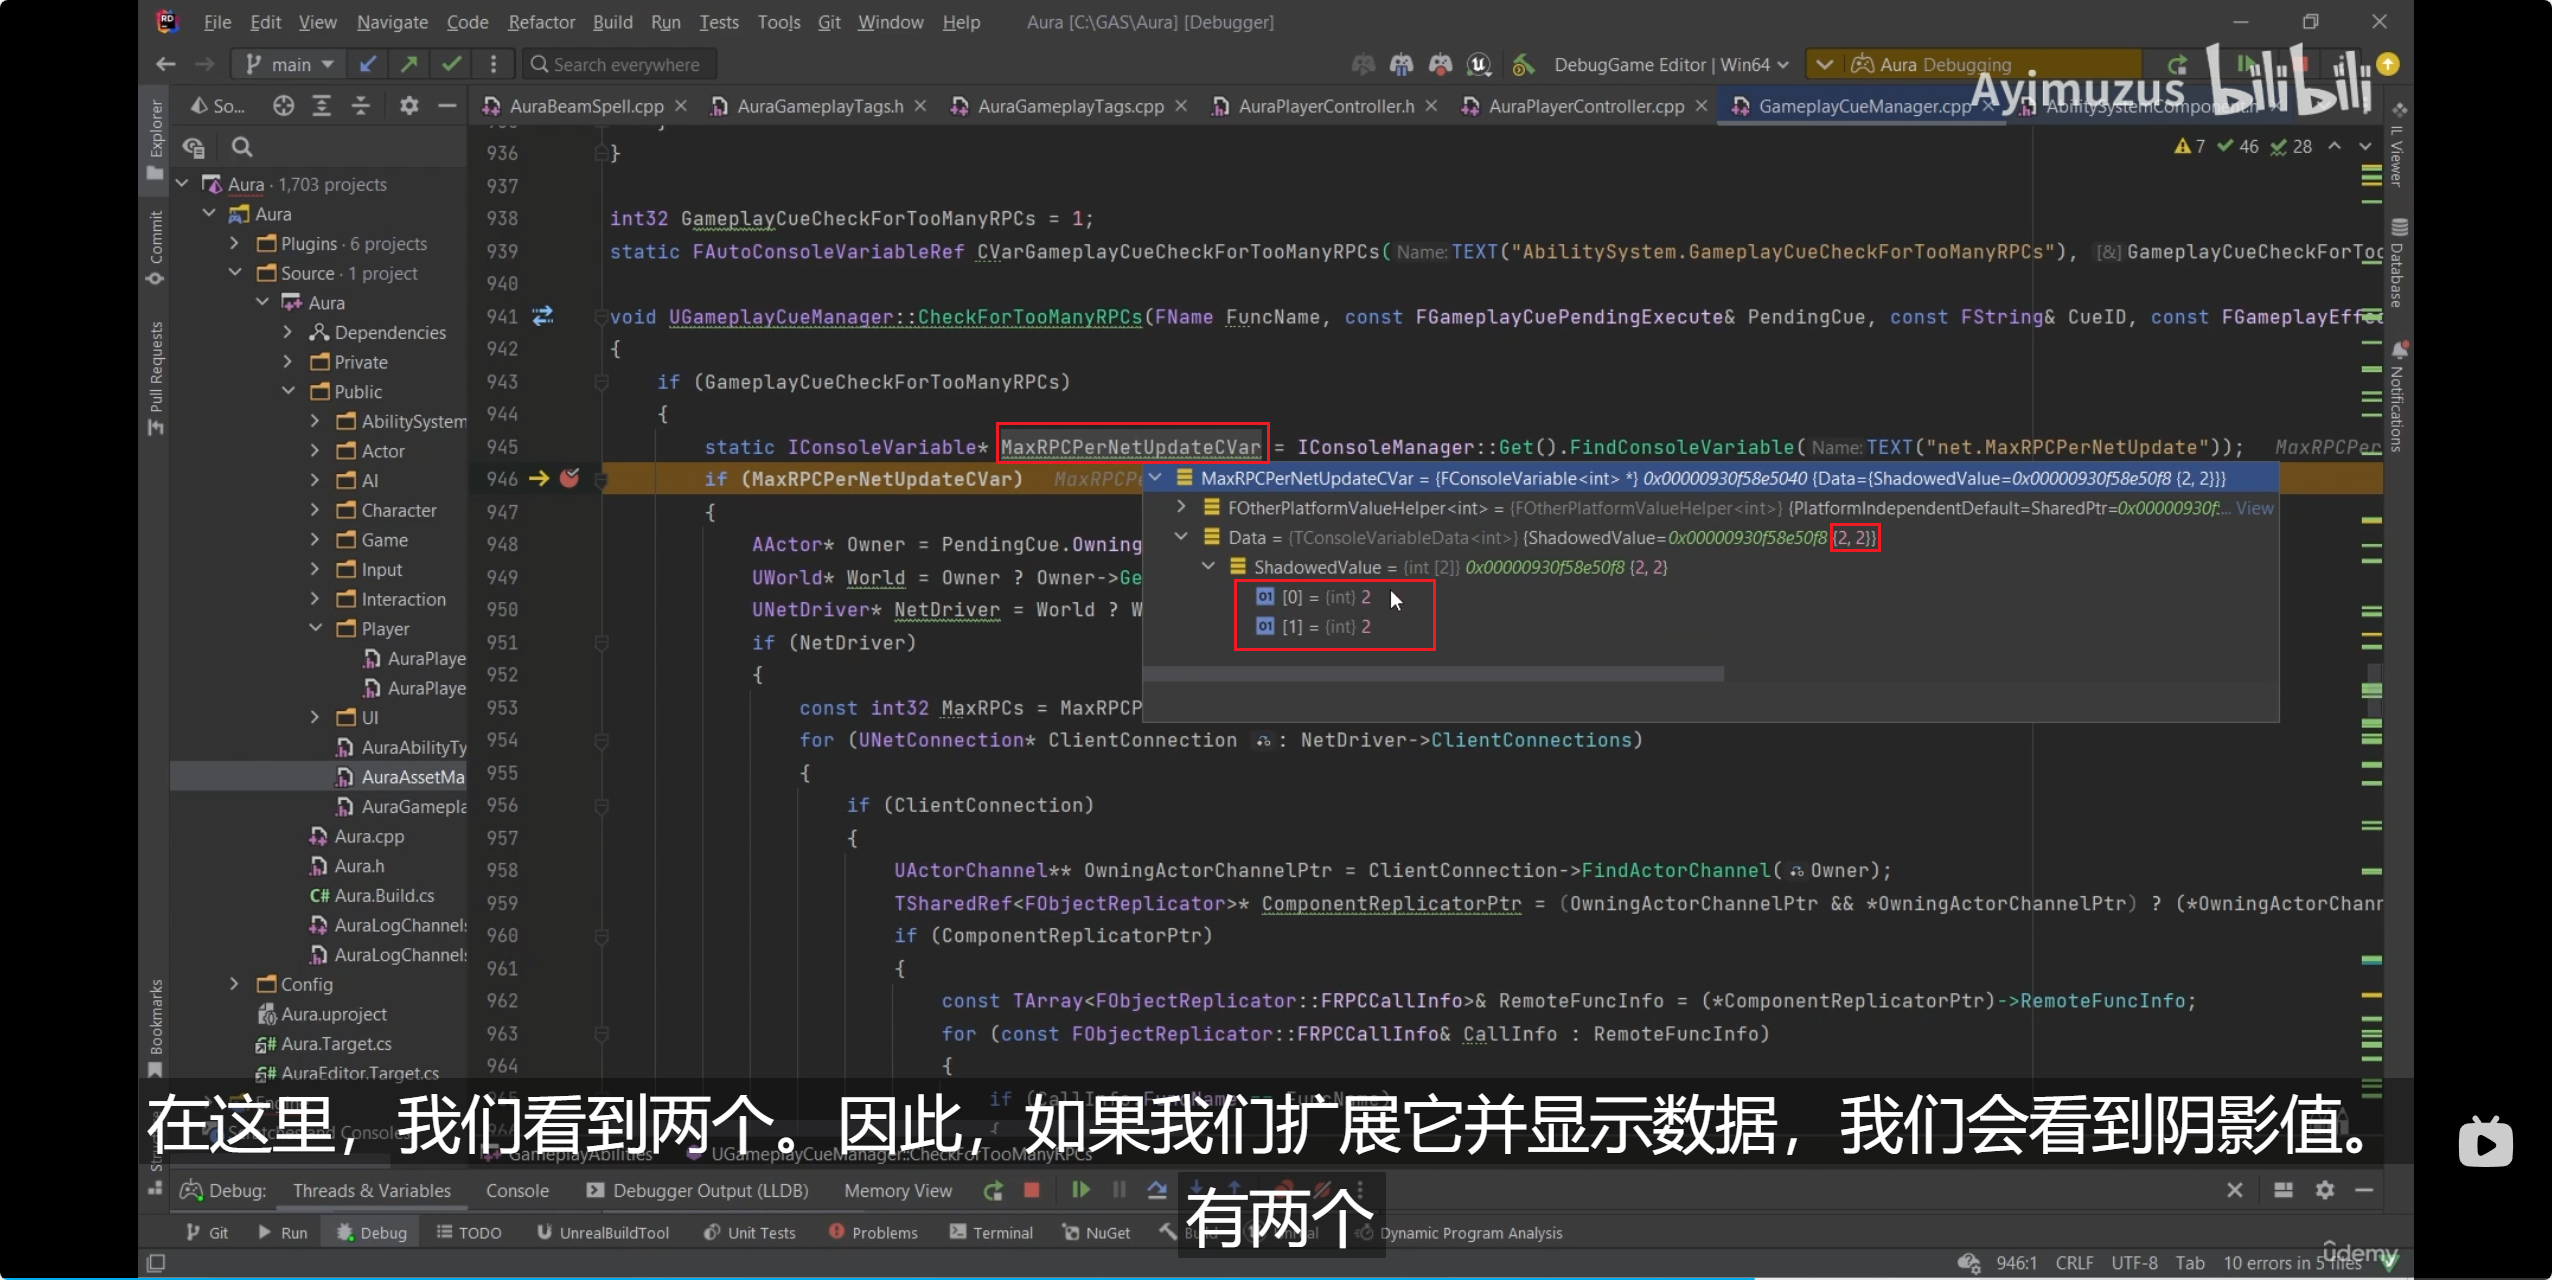 File Edit View Navigate Code Refactor Build Run Tests Tools Git Window Help Aura [C:\GAS\Aura] [Debugger]
main Search everywhere DebugGame Editor | Win64 Aura Debugging
Ayimuzus bilibili
So... AuraBeamSpell.cpp AuraGameplayTags.h AuraGameplayTags.cpp AuraPlayerController.h AuraPlayerController.cpp GameplayCueManager.cpp AbilitySystemComponent.h
7 46 28
Explorer
Commit
Pull Requests
Bookmarks
IL Viewer
Database
Notifications
Aura · 1,703 projects
Aura
Plugins · 6 projects
Source · 1 project
Aura
Dependencies
Private
Public
AbilitySystem
Actor
AI
Character
Game
Input
Interaction
Player
AuraPlaye
AuraPlaye
UI
AuraAbilityTy
AuraAssetMa
AuraGamepla
Aura.cpp
Aura.h
Aura.Build.cs
AuraLogChannels
AuraLogChannels
Config
Aura.uproject
Aura.Target.cs
AuraEditor.Target.cs
936 }
937
938 int32 GameplayCueCheckForTooManyRPCs = 1;
939 static FAutoConsoleVariableRef CVarGameplayCueCheckForTooManyRPCs( Name: TEXT("AbilitySystem.GameplayCueCheckForTooManyRPCs"), [&] GameplayCueCheckForToo
940
941 void UGameplayCueManager::CheckForTooManyRPCs(FName FuncName, const FGameplayCuePendingExecute& PendingCue, const FString& CueID, const FGameplayEffec
942 {
943 if (GameplayCueCheckForTooManyRPCs)
944 {
945 static IConsoleVariable* MaxRPCPerNetUpdateCVar = IConsoleManager::Get().FindConsoleVariable( Name: TEXT("net.MaxRPCPerNetUpdate")); MaxRPCPer
946 if (MaxRPCPerNetUpdateCVar) MaxRPCPe
947 {
948 AActor* Owner = PendingCue.Owning
949 UWorld* World = Owner ? Owner->Ge
950 UNetDriver* NetDriver = World ? W
951 if (NetDriver)
952 {
953 const int32 MaxRPCs = MaxRPCP
954 for (UNetConnection* ClientConnection : NetDriver->ClientConnections)
955 {
956 if (ClientConnection)
957 {
958 UActorChannel** OwningActorChannelPtr = ClientConnection->FindActorChannel( Owner);
959 TSharedRef<FObjectReplicator>* ComponentReplicatorPtr = (OwningActorChannelPtr && *OwningActorChannelPtr) ? (*OwningActorChann
960 if (ComponentReplicatorPtr)
961 {
962 const TArray<FObjectReplicator::FRPCCallInfo>& RemoteFuncInfo = (*ComponentReplicatorPtr)->RemoteFuncInfo;
963 for (const FObjectReplicator::FRPCCallInfo& CallInfo : RemoteFuncInfo)
964 {
MaxRPCPerNetUpdateCVar = {FConsoleVariable<int> *} 0x00000930f58e5040 {Data={ShadowedValue=0x00000930f58e50f8 {2, 2}}}
FOtherPlatformValueHelper<int> = {FOtherPlatformValueHelper<int>} {PlatformIndependentDefault=SharedPtr=0x00000930f5... View
Data = {TConsoleVariableData<int>} {ShadowedValue=0x00000930f58e50f8 {2, 2}}
ShadowedValue = {int [2]} 0x00000930f58e50f8 {2, 2}
[0] = {int} 2
[1] = {int} 2
在这里，我们看到两个。因此，如果我们扩展它并显示数据，我们会看到阴影值。
有两个
GameplayAbilities UGameplayCueManager::CheckForTooManyRPCs
Debug: Threads & Variables Console Debugger Output (LLDB) Memory View
Git Run Debug TODO UnrealBuildTool Unit Tests Problems Terminal NuGet Build Dynamic Program Analysis
946:1 CRLF UTF-8 Tab 10 errors in 5 files
ûdemy